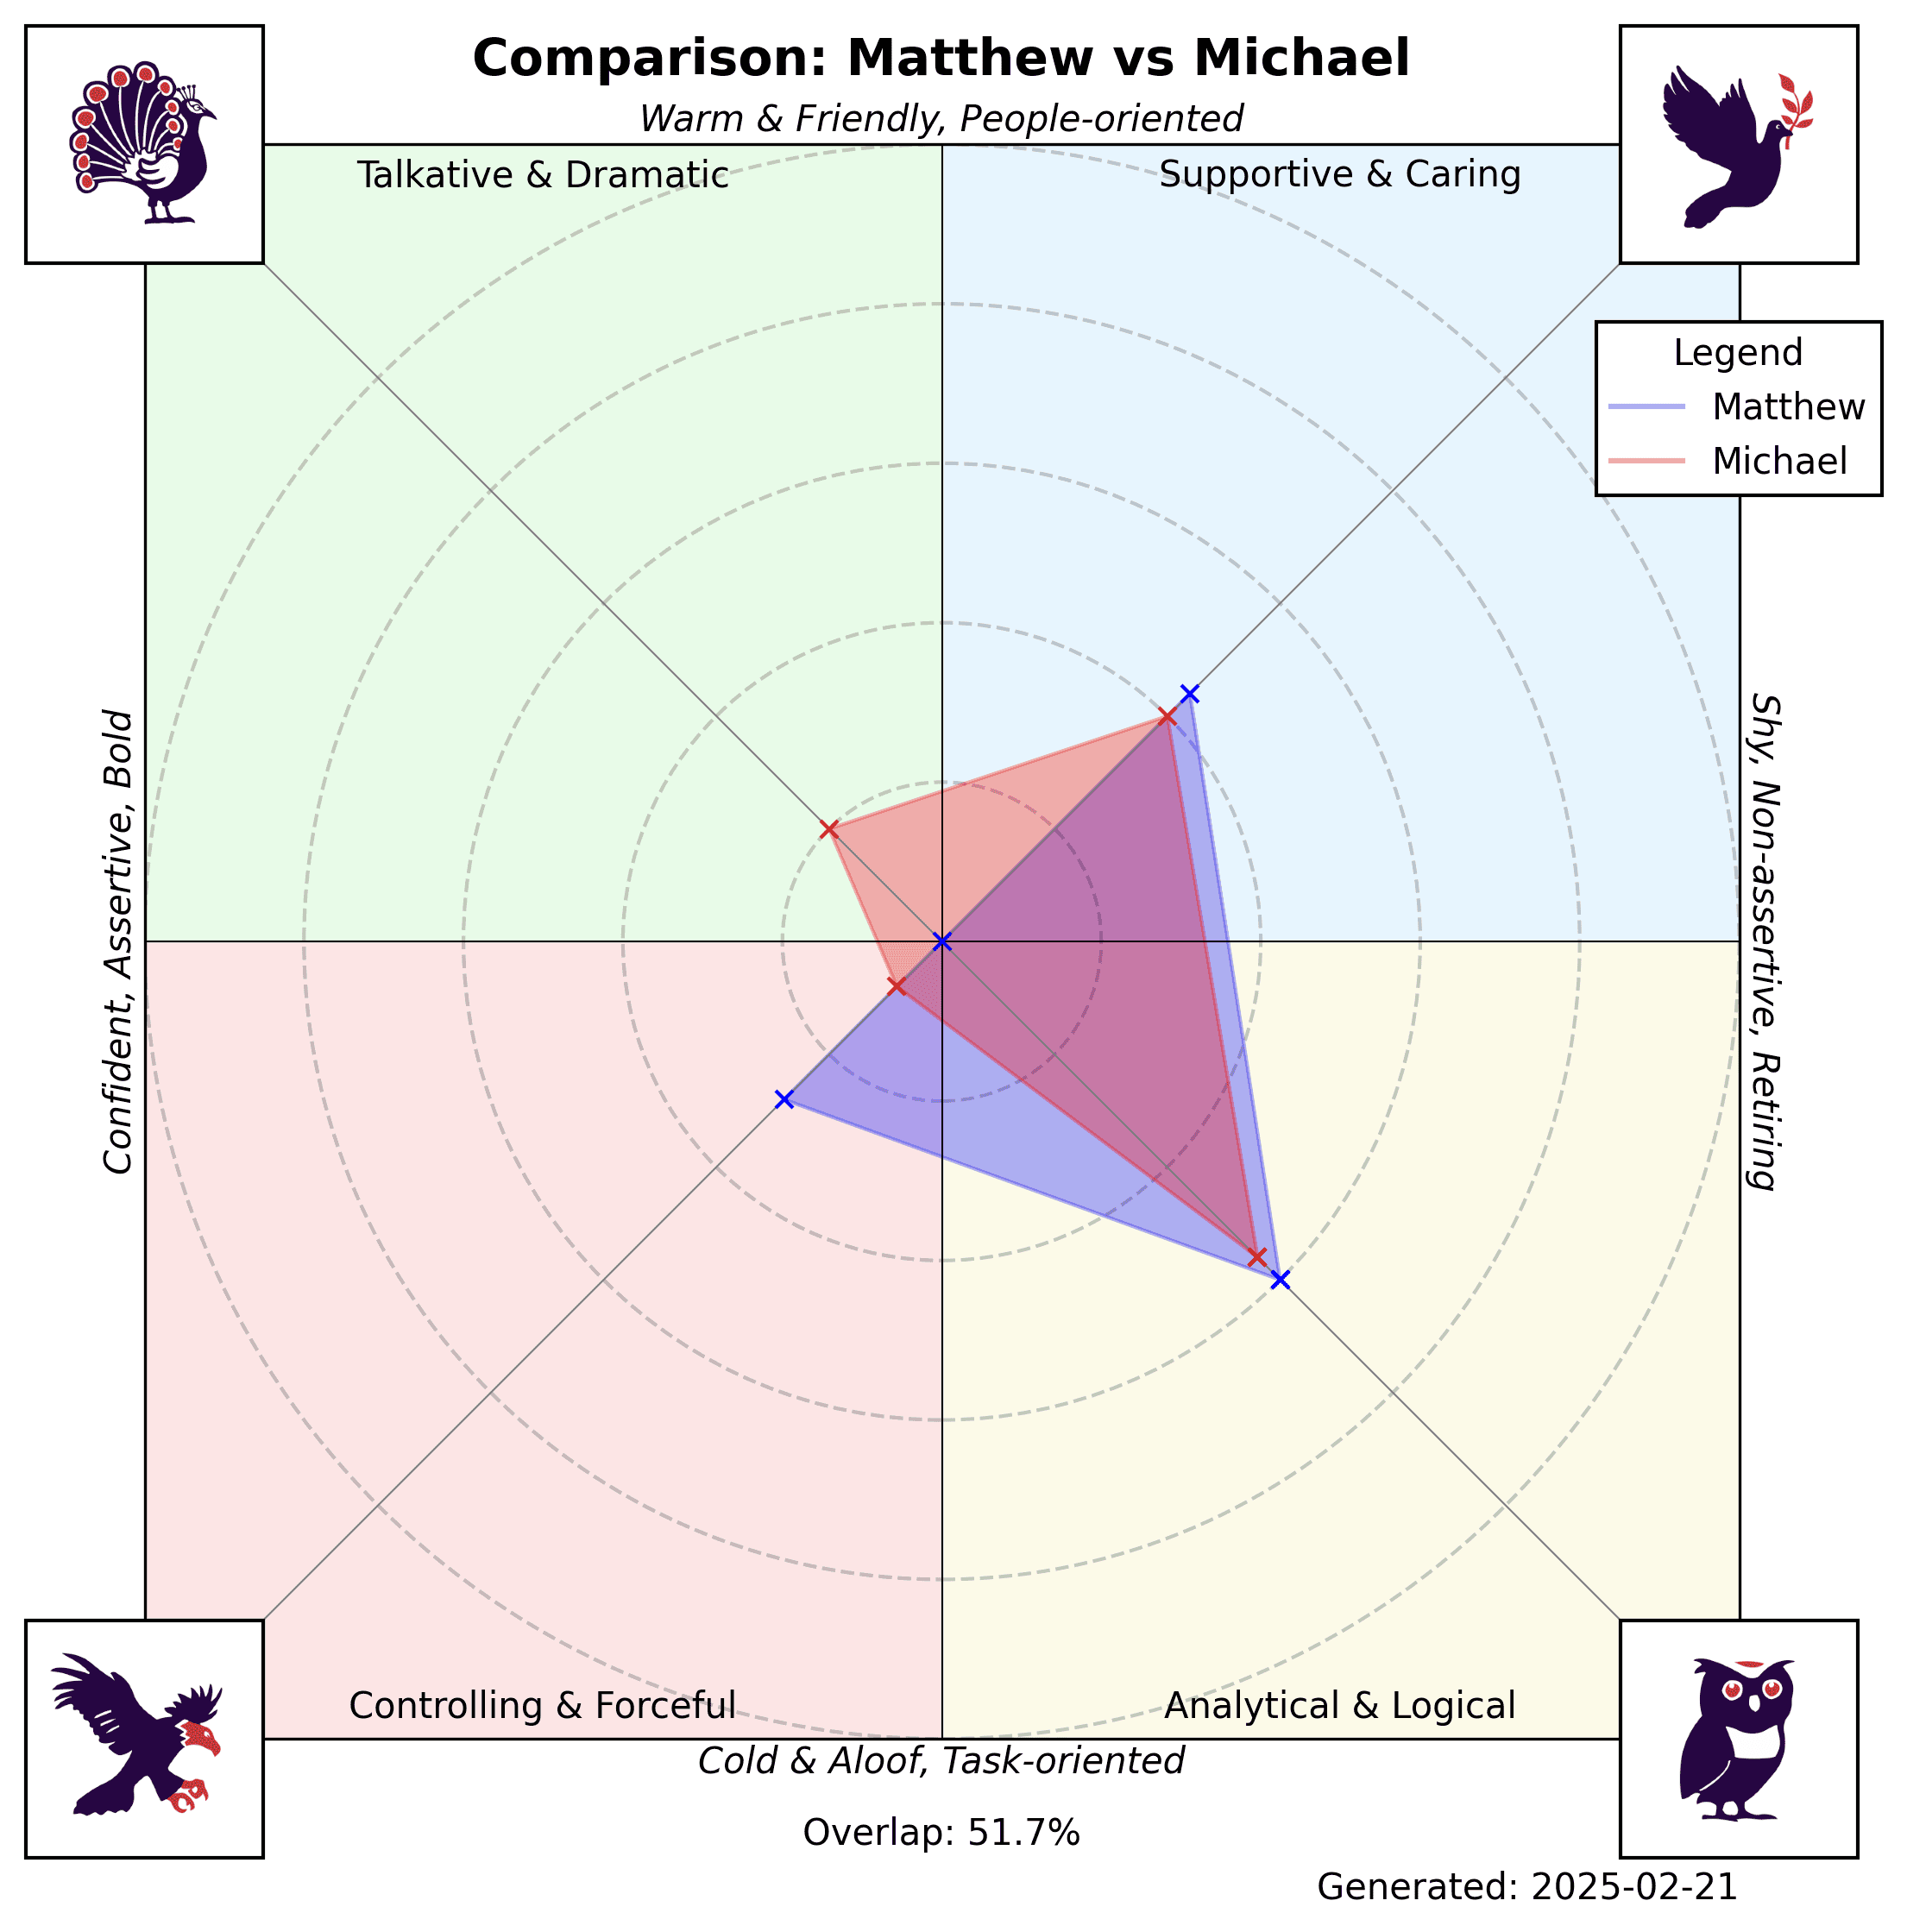 Comparison: Matthew vs Michael
Warm & Friendly, People-oriented
Talkative & Dramatic
Supportive & Caring
Legend
Matthew
Michael
Confident, Assertive, Bold
Shy, Non-assertive, Retiring
Controlling & Forceful
Analytical & Logical
Cold & Aloof, Task-oriented
Overlap: 51.7%
Generated: 2025-02-21